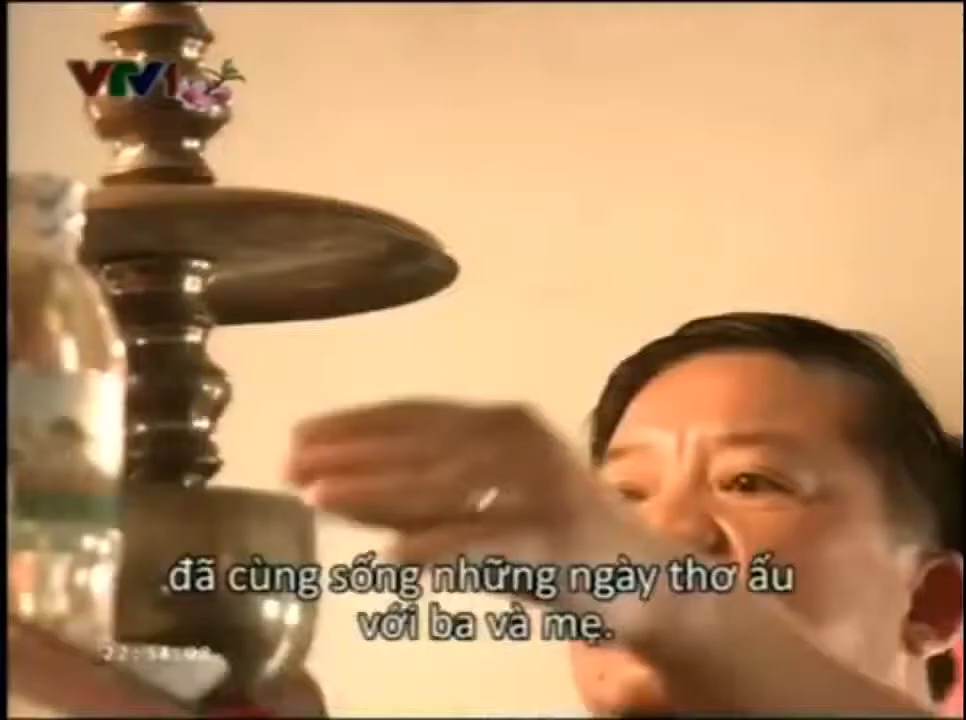 VTV1
đã cùng sống những ngày thơ ấu
với ba và mẹ.